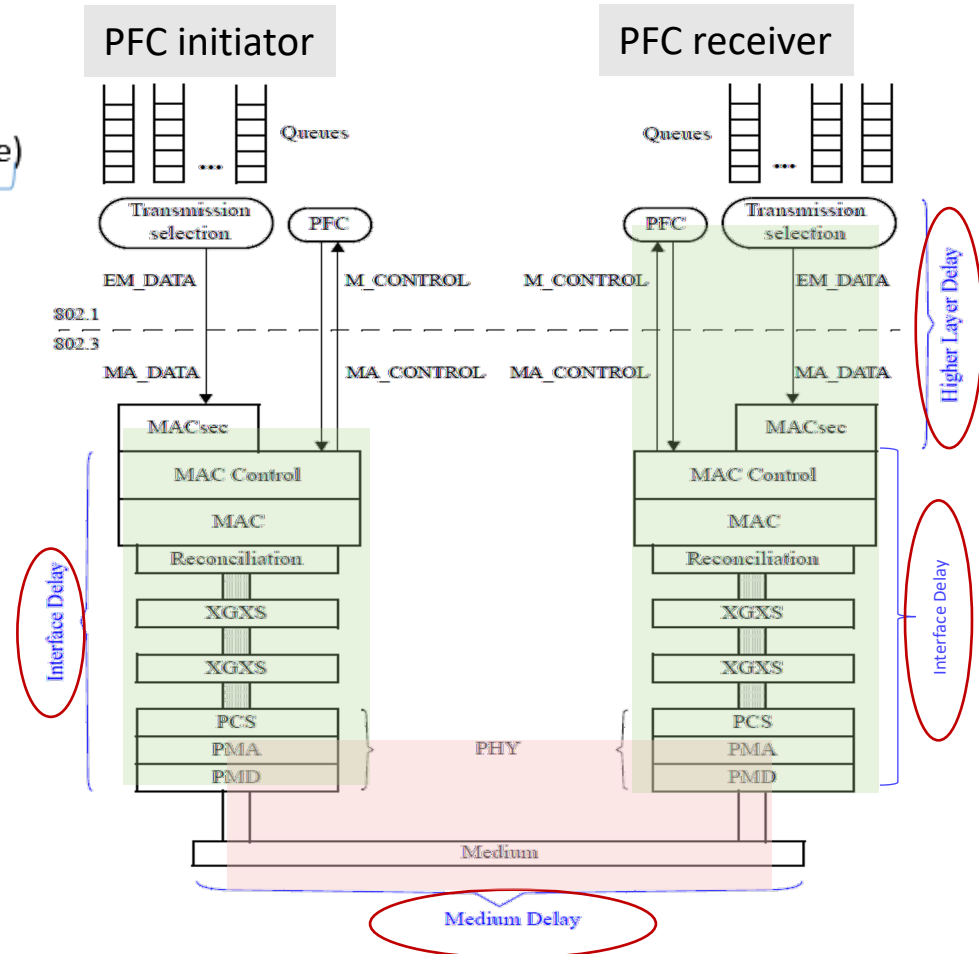 PFC initiator
PFC receiver
e)
Queues
Queues
...
...
Transmission
selection
PFC
PFC
Transmission
selection
EM_DATA
M_CONTROL
M_CONTROL
EM_DATA
802.1
802.3
MA_DATA
MA_CONTROL
MA_CONTROL
MA_DATA
Higher Layer Delay
MACsec
MACsec
MAC Control
MAC Control
MAC
MAC
Reconciliation
Reconciliation
Interface Delay
Interface Delay
XGXS
XGXS
XGXS
XGXS
PCS
PCS
PMA
PHY
PMA
PMD
PMD
Medium
Medium Delay